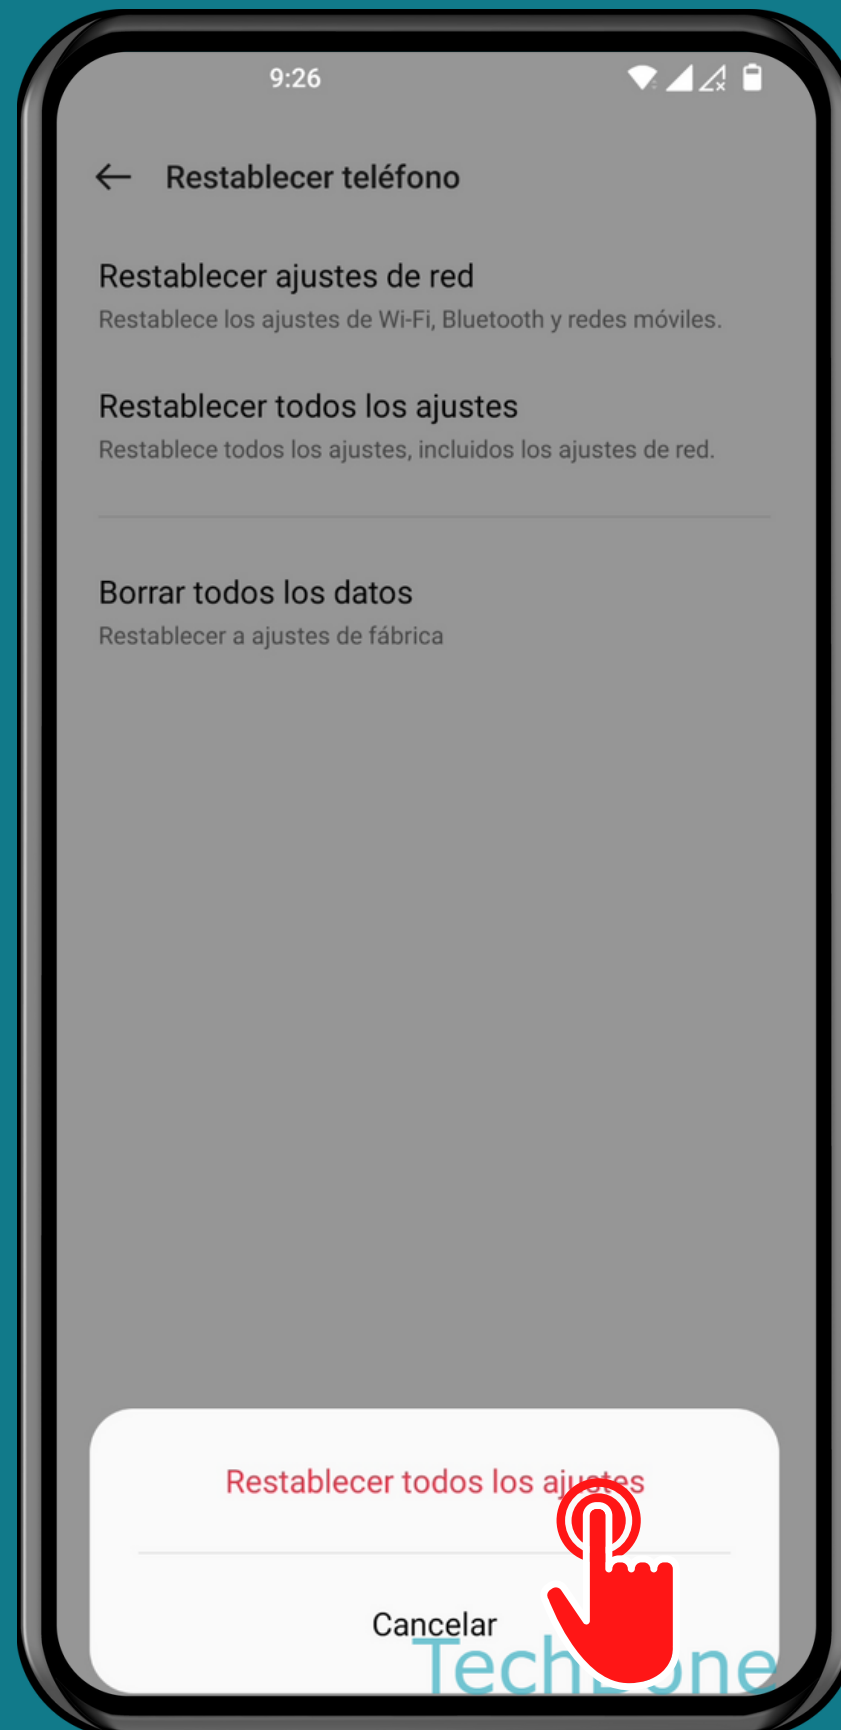 9:26
Restablecer teléfono
Restablecer ajustes de red
Restablece los ajustes de Wi-Fi, Bluetooth y redes móviles.
Restablecer todos los ajustes
Restablece todos los ajustes, incluidos los ajustes de red.
Borrar todos los datos
Restablecer a ajustes de fábrica
Restablecer todos los ajustes
Cancelar